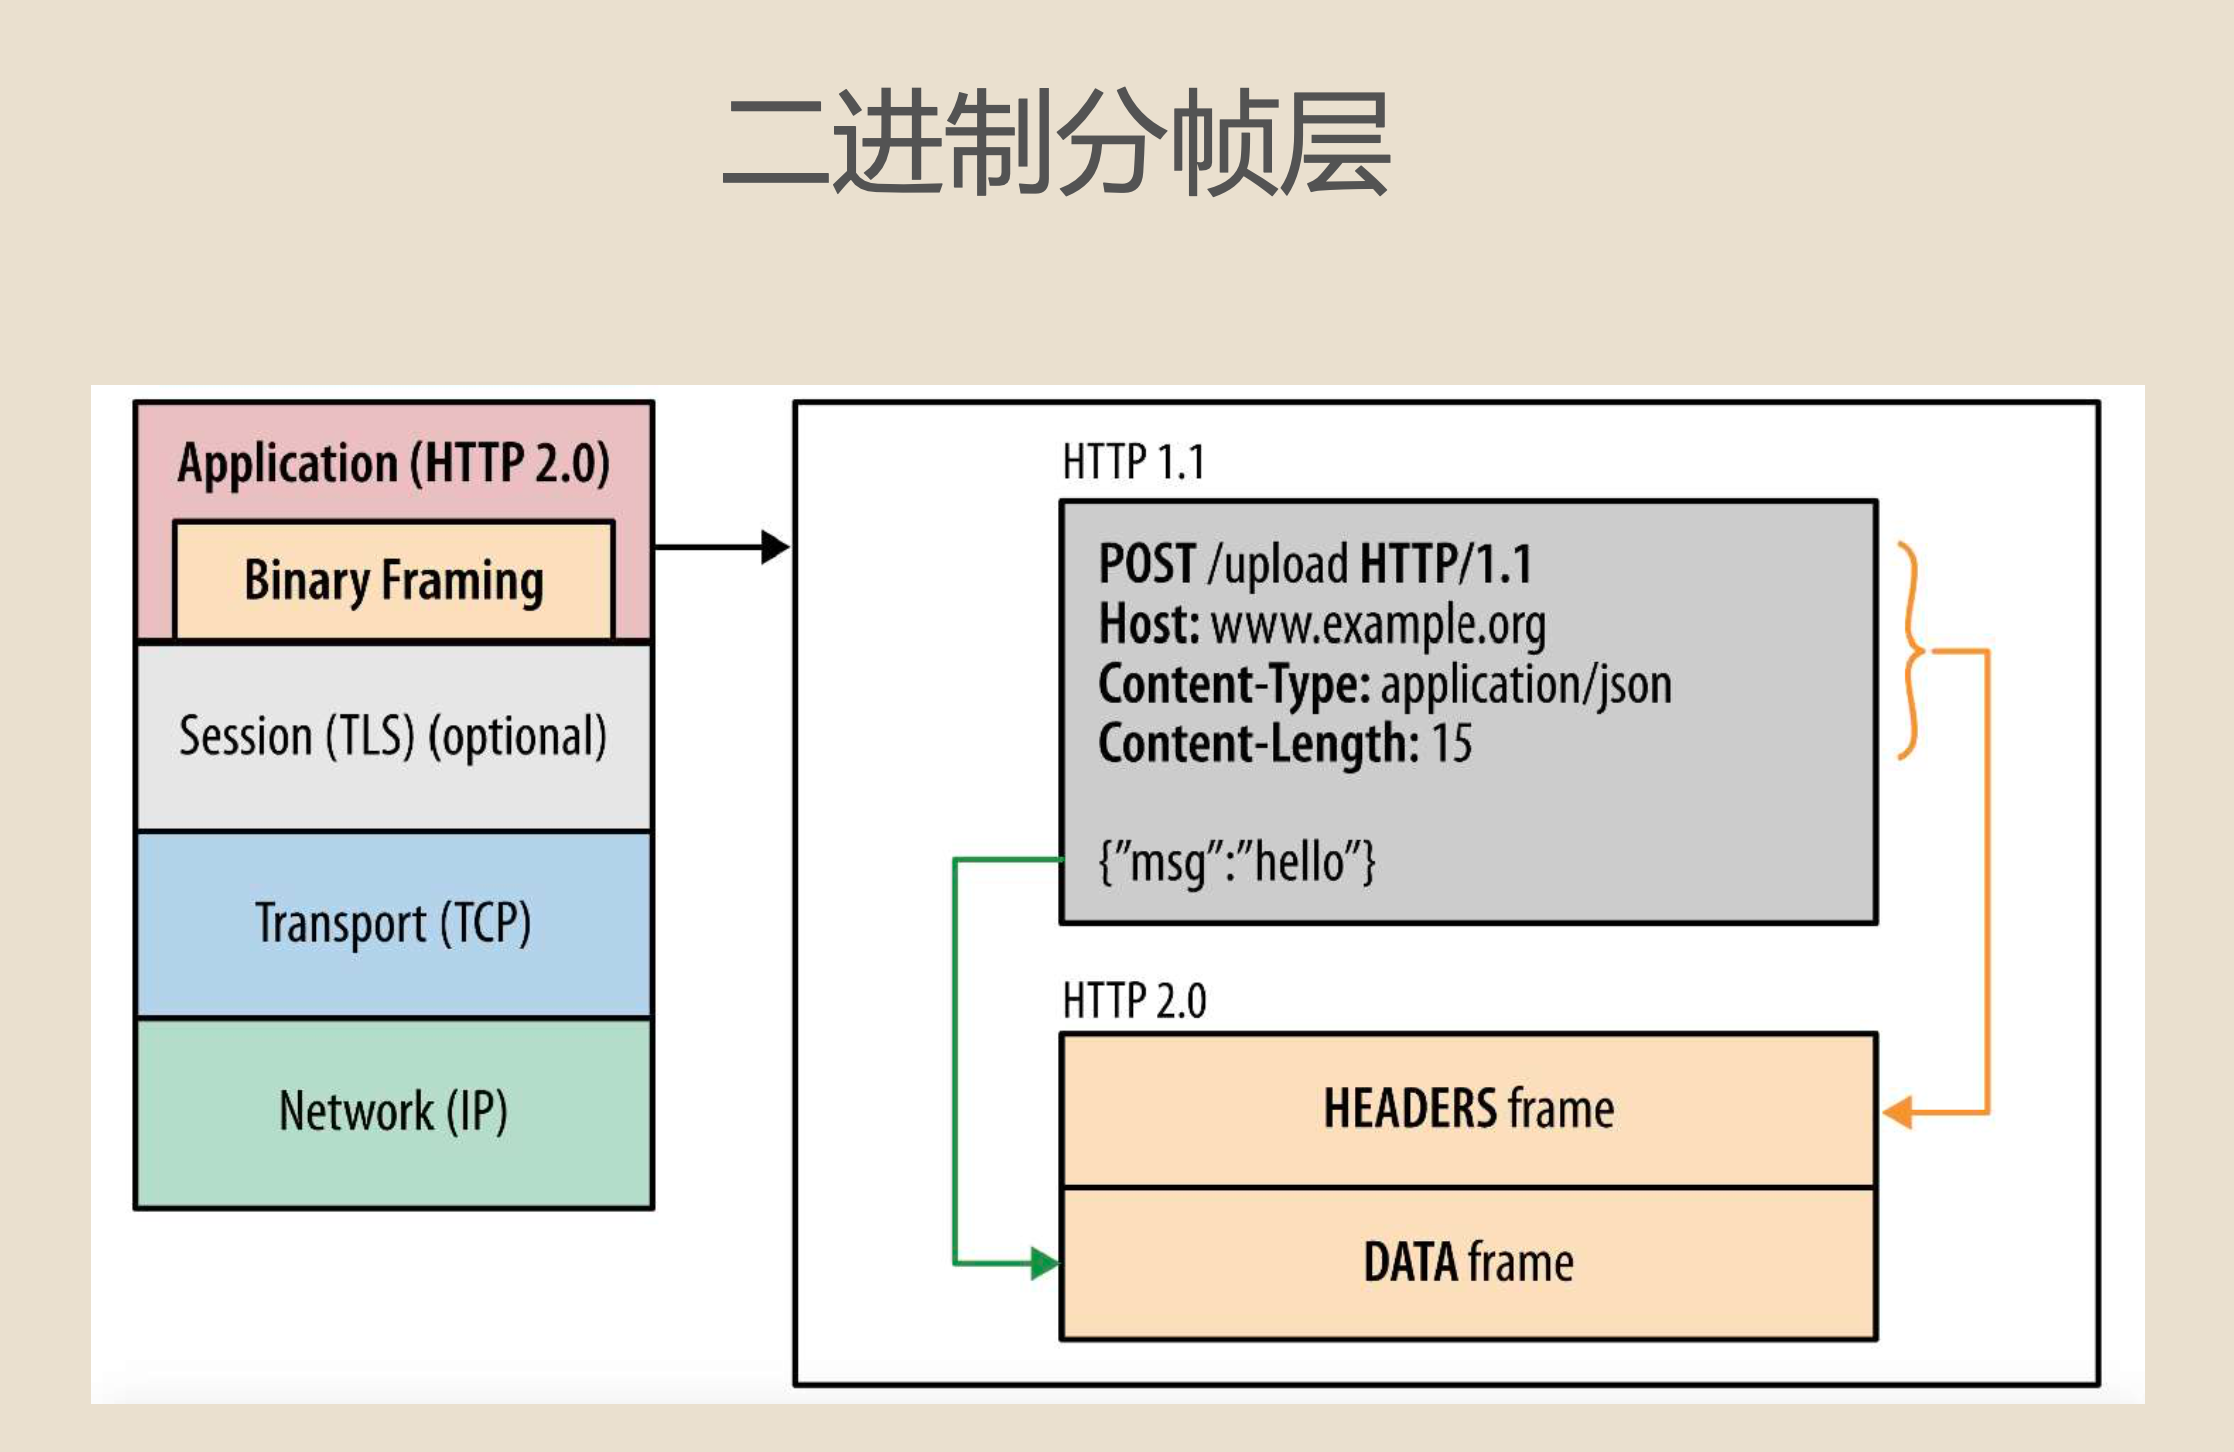 二进制分帧层
Application (HTTP 2.0)
Binary Framing
Session (TLS) (optional)
Transport (TCP)
Network (IP)
HTTP 1.1
POST /upload HTTP/1.1
Host: www.example.org
Content-Type: application/json
Content-Length: 15
{”msg”:”hello”}
HTTP 2.0
HEADERS frame
DATA frame